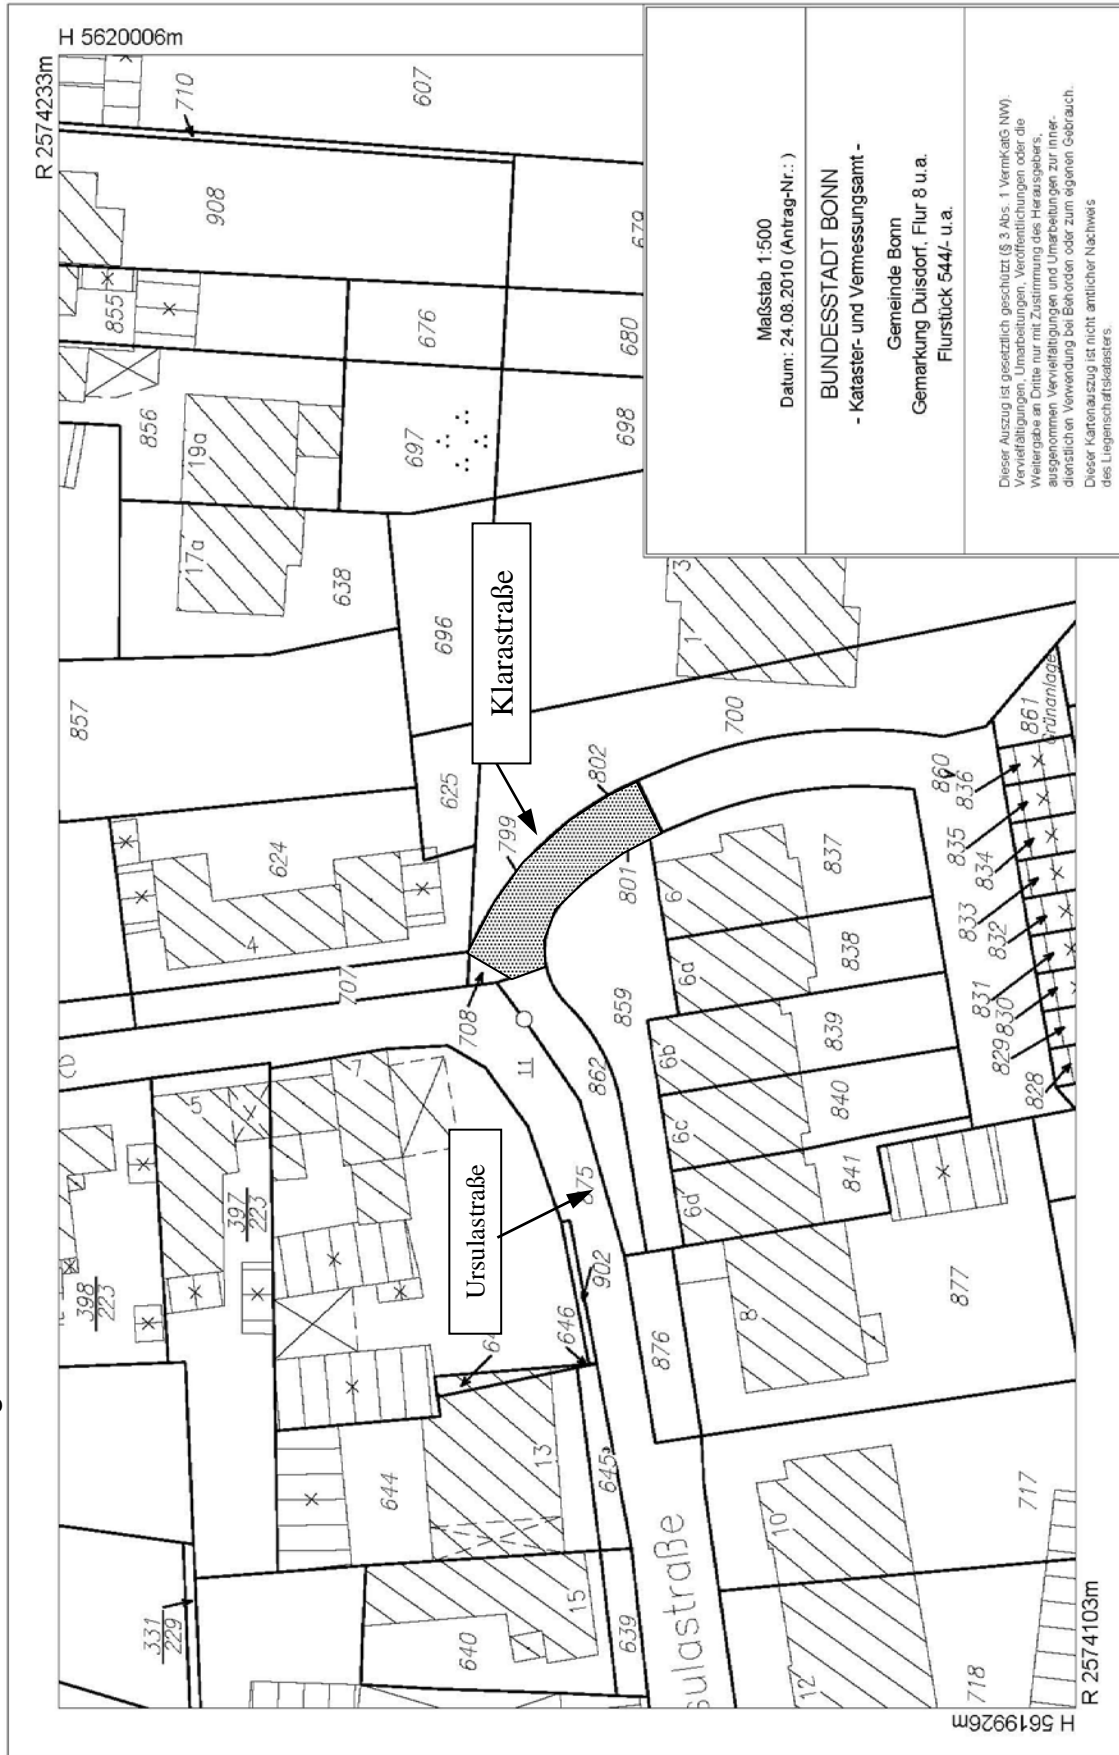 H 5620006m
R 2574233m
710
607
908
855
676
679
680
856
19a
697
698
17a
638
696
857
Klarastraße
625
700
802
799
624
4
801
6
837
860
861
Grünanlage
836
835
834
833
832
831
830
829
828
707
708
11
859
6a
838
6b
839
862
6c
840
6d
841
5
7
397
223
398
223
Ursulastraße
875
902
646
876
8
877
644
13
645
10
717
331
229
640
15
639
sulastraße
12
718
H 5619926m
R 2574103m
Maßstab 1:500
Datum: 24.08.2010 (Antrag-Nr.: )
BUNDESSTADT BONN
- Kataster- und Vermessungsamt -
Gemeinde Bonn
Gemarkung Duisdorf, Flur 8 u.a.
Flurstück 544/- u.a.
Dieser Auszug ist gesetzlich geschützt (§ 3 Abs. 1 VermKatG NW).
Vervielfältigungen, Umarbeitungen, Veröffentlichungen oder die
Weitergabe an Dritte nur mit Zustimmung des Herausgebers,
ausgenommen Vervielfältigungen und Umarbeitungen zur inner-
dienstlichen Verwendung bei Behörden oder zum eigenen Gebrauch.
Dieser Kartenauszug ist nicht amtlicher Nachweis
des Liegenschaftskatasters.